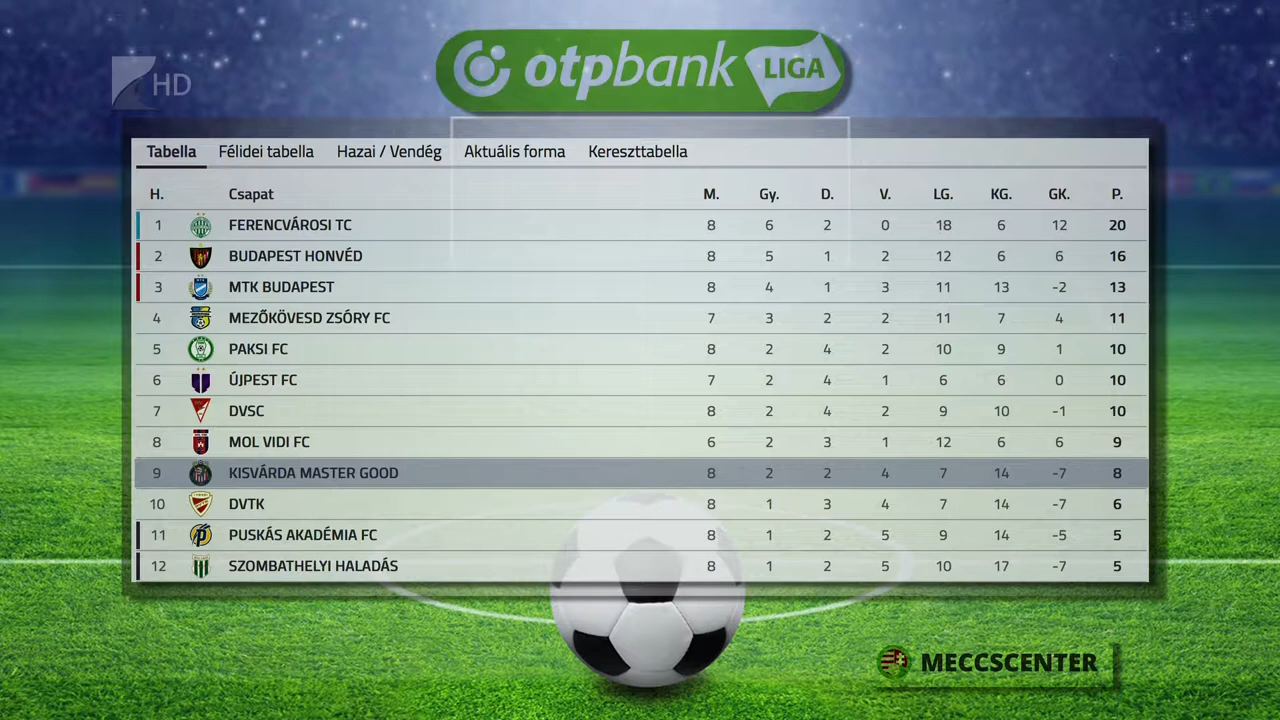 HD
otpbank LIGA
Tabella Félidei tabella Hazai / Vendég Aktuális forma Kereszttabella
H. Csapat M. Gy. D. V. LG. KG. GK. P.
1 FERENCVÁROSI TC 8 6 2 0 18 6 12 20
2 BUDAPEST HONVÉD 8 5 1 2 12 6 6 16
3 MTK BUDAPEST 8 4 1 3 11 13 -2 13
4 MEZŐKÖVESD ZSÓRY FC 7 3 2 2 11 7 4 11
5 PAKSI FC 8 2 4 2 10 9 1 10
6 ÚJPEST FC 7 2 4 1 6 6 0 10
7 DVSC 8 2 4 2 9 10 -1 10
8 MOL VIDI FC 6 2 3 1 12 6 6 9
9 KISVÁRDA MASTER GOOD 8 2 2 4 7 14 -7 8
10 DVTK 8 1 3 4 7 14 -7 6
11 PUSKÁS AKADÉMIA FC 8 1 2 5 9 14 -5 5
12 SZOMBATHELYI HALADÁS 8 1 2 5 10 17 -7 5
MECCSCENTER